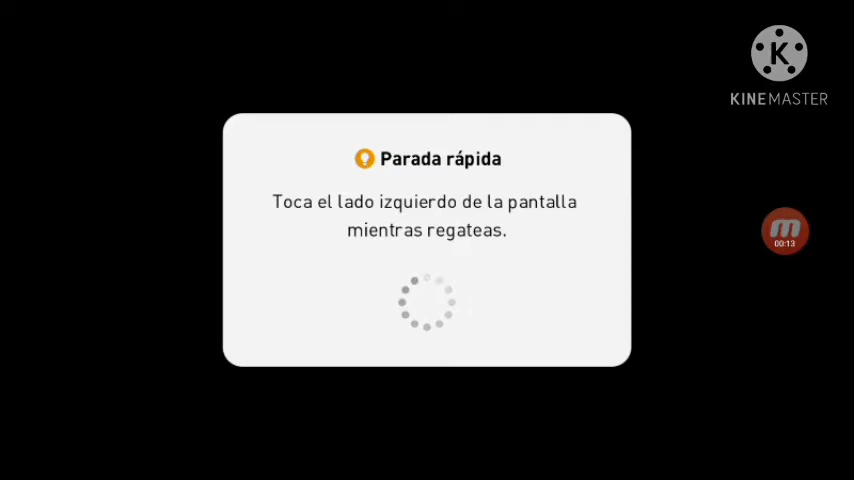 K
KINEMASTER
Parada rápida
Toca el lado izquierdo de la pantalla
mientras regateas.
m
00:13